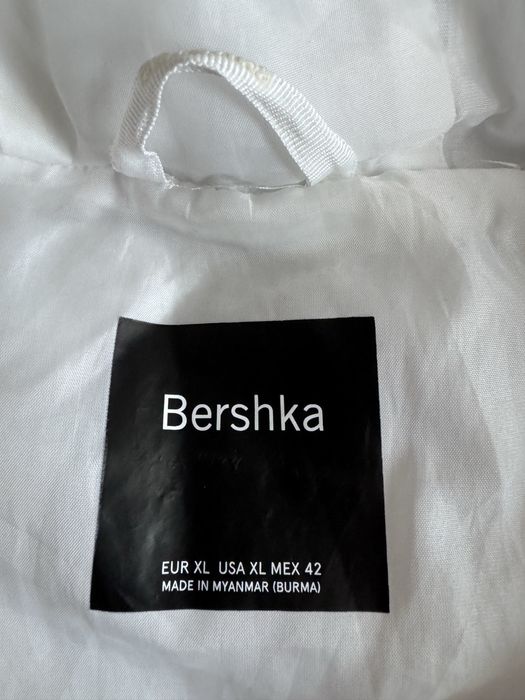 Bershka
EUR XL USA XL MEX 42
MADE IN MYANMAR (BURMA)